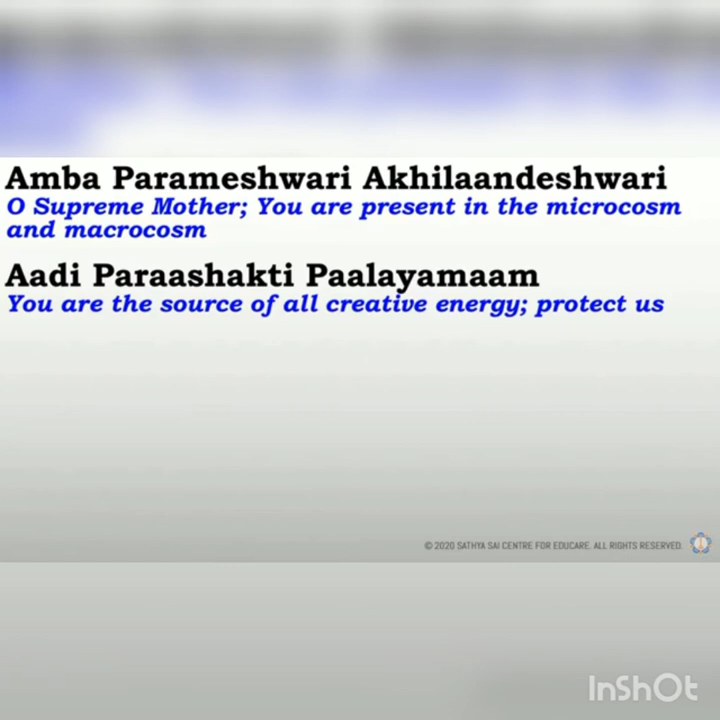 Amba Parameshwari Akhilaandeshwari
O Supreme Mother; You are present in the microcosm
and macrocosm
Aadi Paraashakti Paalayamaam
You are the source of all creative energy; protect us
© 2020 SATHYA SAI CENTRE FOR EDUCARE. ALL RIGHTS RESERVED.
InShOt